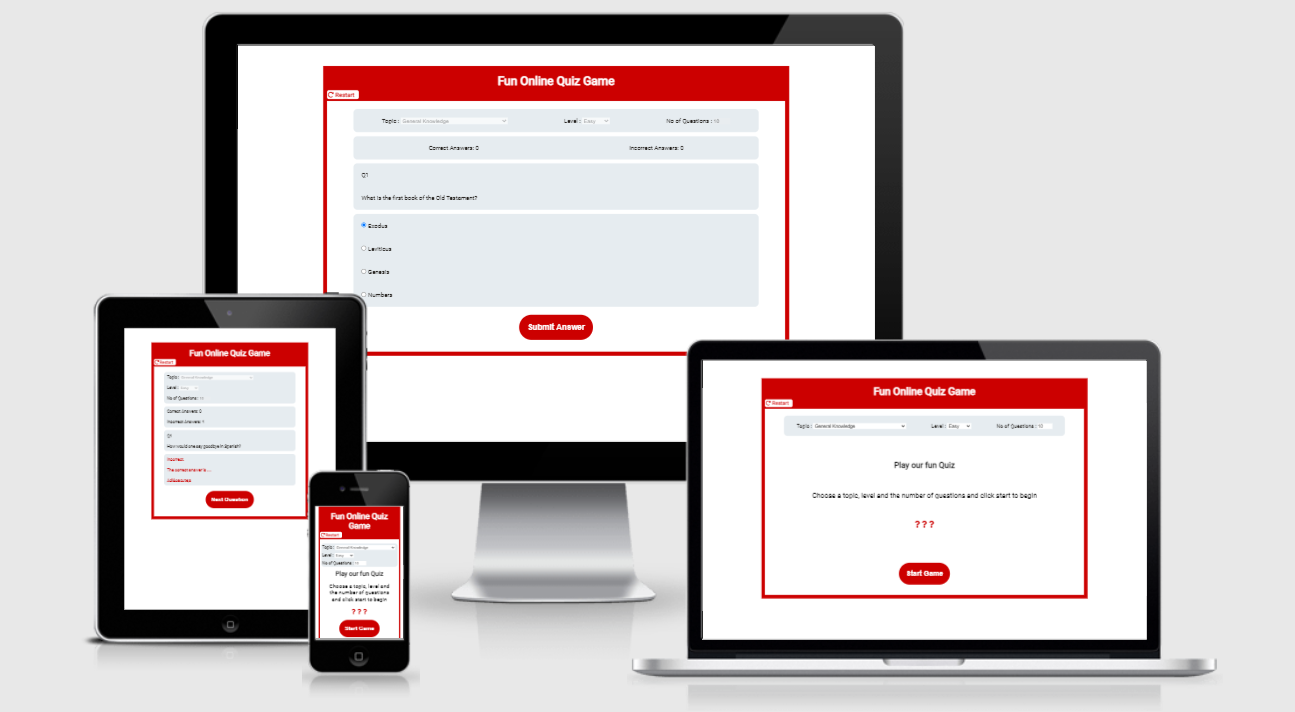 Fun Online Quiz Game
Restart
Topic : General Knowledge Level : Easy No of Questions : 10
Correct Answers: 0 Incorrect Answers: 0
Q1
What is the first book of the Old Testament?
Exodus
Leviticus
Genesis
Numbers
Submit Answer
Fun Online Quiz Game
Restart
Topic : General Knowledge
Level : Easy
No of Questions : 10
Correct Answers: 0
Incorrect Answers: 1
Q1
How would one say goodbye in Spanish?
Incorrect
The correct answer is ...
Next Question
Fun Online Quiz
Game
Restart
Topic : General Knowledge
Level : Easy
No of Questions : 10
Play our fun Quiz
Choose a topic, level and
the number of questions
and click start to begin
? ? ?
Start Game
Fun Online Quiz Game
Restart
Topic : General Knowledge Level : Easy No of Questions : 10
Play our fun Quiz
Choose a topic, level and the number of questions and click start to begin
? ? ?
Start Game